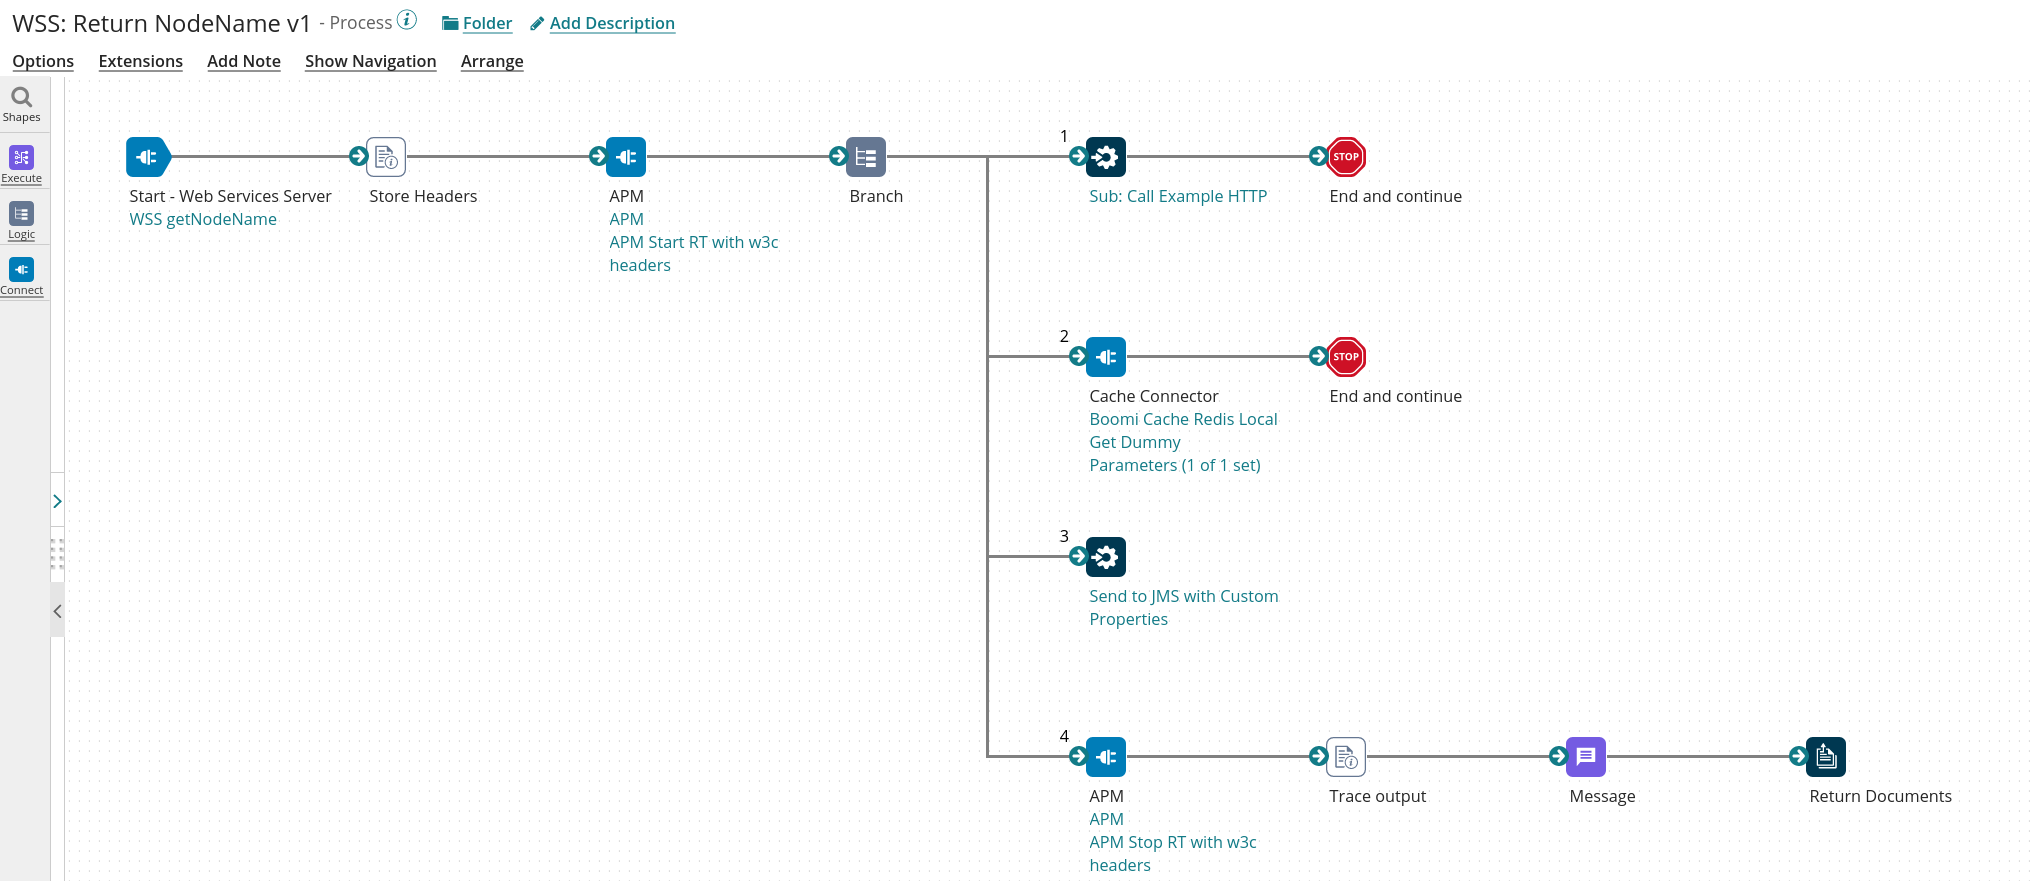 WSS: Return NodeName v1 - Process i Folder Add Description
Options Extensions Add Note Show Navigation Arrange
Shapes
Execute
Logic
Connect
Start - Web Services Server
WSS getNodeName
Store Headers
APM
APM
APM Start RT with w3c
headers
Branch
1
Sub: Call Example HTTP
STOP
End and continue
2
Cache Connector
Boomi Cache Redis Local
Get Dummy
Parameters (1 of 1 set)
STOP
End and continue
3
Send to JMS with Custom
Properties
4
APM
APM
APM Stop RT with w3c
headers
Trace output
Message
Return Documents